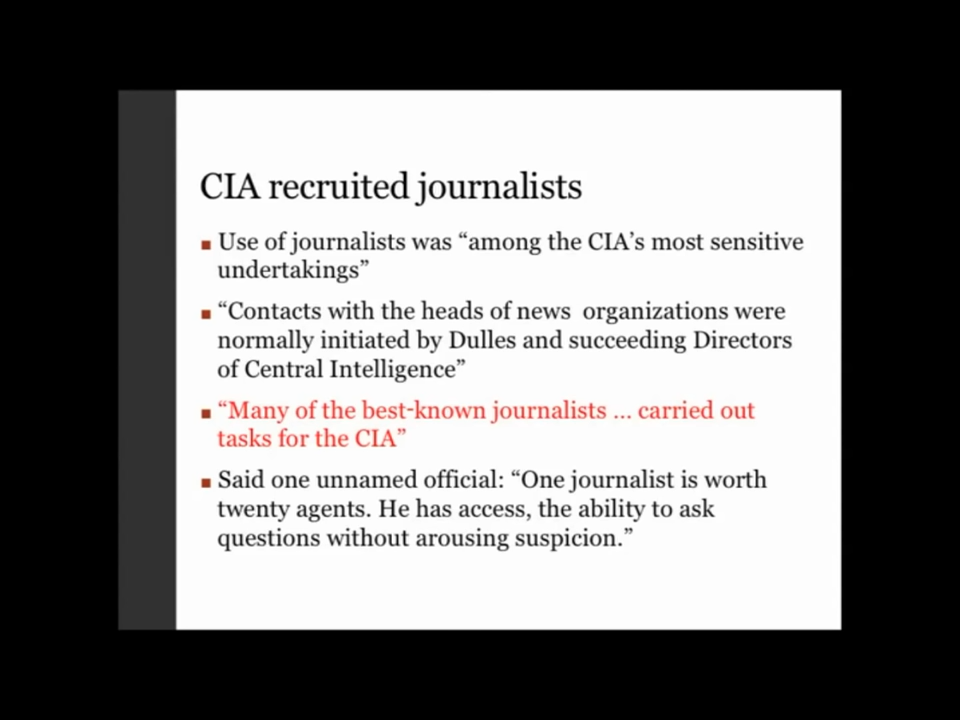 CIA recruited journalists
▪ Use of journalists was “among the CIA’s most sensitive
undertakings”
▪ “Contacts with the heads of news  organizations were
normally initiated by Dulles and succeeding Directors
of Central Intelligence”
▪ “Many of the best-known journalists ... carried out
tasks for the CIA”
▪ Said one unnamed official: “One journalist is worth
twenty agents. He has access, the ability to ask
questions without arousing suspicion.”